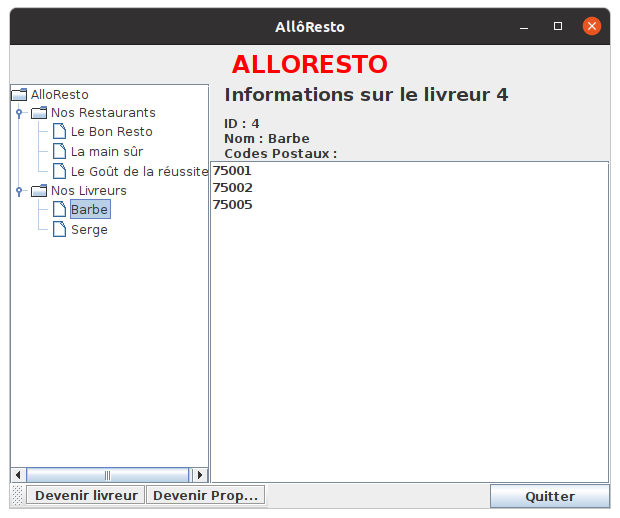 AllôResto
ALLORESTO
AlloResto
Nos Restaurants
Le Bon Resto
La main sûr
Le Goût de la réussite
Nos Livreurs
Barbe
Serge
Informations sur le livreur 4
ID : 4
Nom : Barbe
Codes Postaux :
75001
75002
75005
Devenir livreur
Devenir Prop...
Quitter